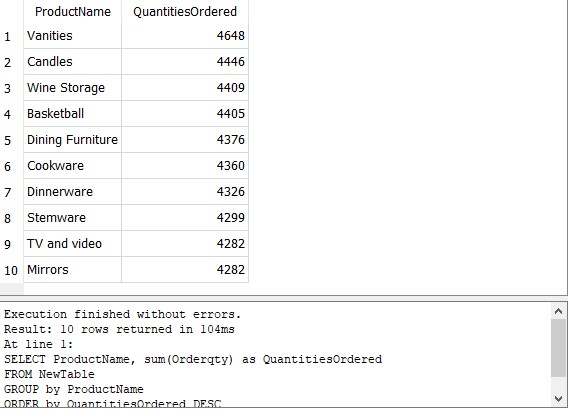 ProductName QuantitiesOrdered
1 Vanities 4648
2 Candles 4446
3 Wine Storage 4409
4 Basketball 4405
5 Dining Furniture 4376
6 Cookware 4360
7 Dinnerware 4326
8 Stemware 4299
9 TV and video 4282
10 Mirrors 4282
Execution finished without errors.
Result: 10 rows returned in 104ms
At line 1:
SELECT ProductName, sum(Orderqty) as QuantitiesOrdered
FROM NewTable
GROUP by ProductName
ORDER by QuantitiesOrdered DESC